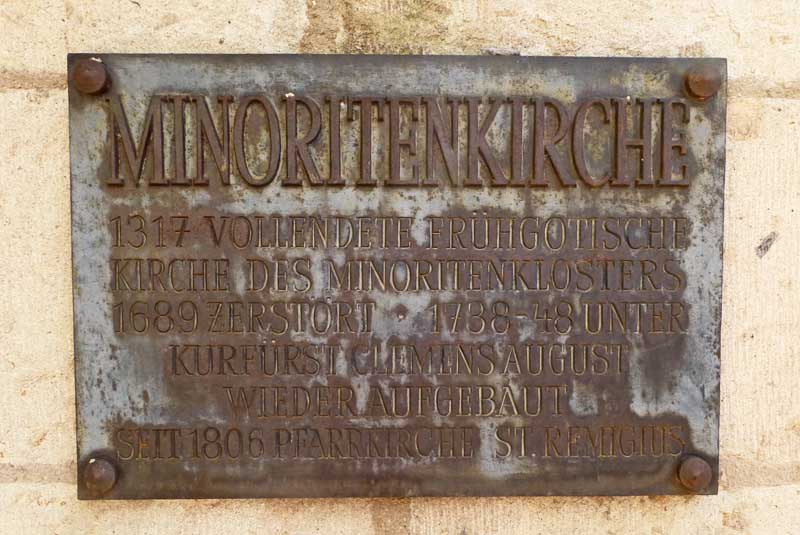 MINORITENKIRCHE
1317 VOLLENDETE FRÜHGOTISCHE
KIRCHE DES MINORITENKLOSTERS
1689 ZERSTÖRT · 1738-48 UNTER
KURFÜRST CLEMENS AUGUST
WIEDER AUFGEBAUT
SEIT 1806 PFARRKIRCHE ST. REMIGIUS